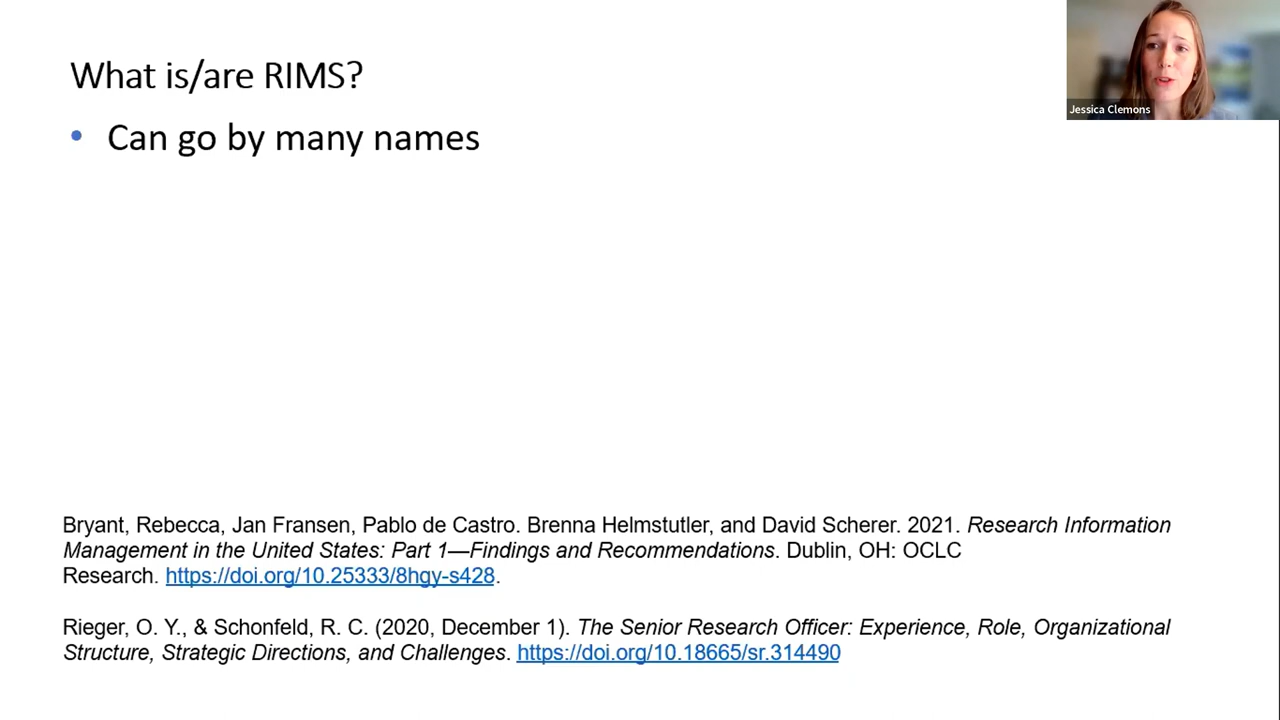 What is/are RIMS?
Jessica Clemons
• Can go by many names
Bryant, Rebecca, Jan Fransen, Pablo de Castro. Brenna Helmstutler, and David Scherer. 2021. Research Information
Management in the United States: Part 1—Findings and Recommendations. Dublin, OH: OCLC
Research. https://doi.org/10.25333/8hgy-s428.
Rieger, O. Y., & Schonfeld, R. C. (2020, December 1). The Senior Research Officer: Experience, Role, Organizational
Structure, Strategic Directions, and Challenges. https://doi.org/10.18665/sr.314490